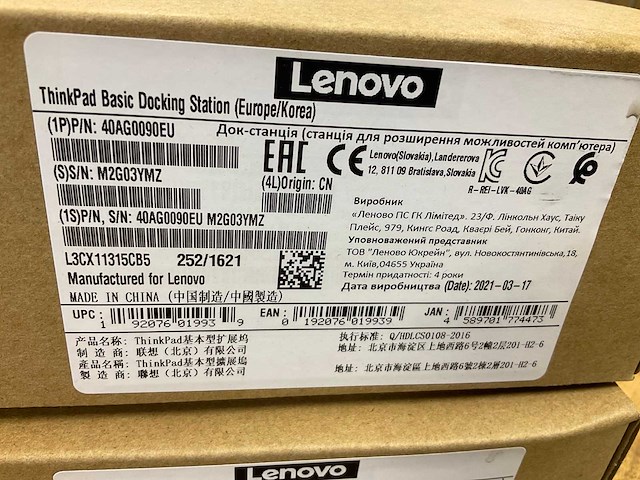 Lenovo
ThinkPad Basic Docking Station (Europe/Korea)
(1P)P/N: 40AG0090EU
Док-станція (станція для розширення можливостей комп'ютера)
EAC CE
Lenovo(Slovakia), Landererova
12, 811 09 Bratislava,Slovakia
R-REI-LVK-40AG
(S)S/N: M2G03YMZ
(4L)Origin: CN
(1S)P/N, S/N: 40AG0090EU M2G03YMZ
Виробник
«Леново ПС ГК Лімітед». 23/Ф. Лінкольн Хаус, Таіку
Плейс, 979, Кингс Роад, Кваєрі Бей, Гонконг, Китай.
Уповноважений представник
ТОВ "Леново Юкрейн", вул. Новокостянтинівська,18,
м. Київ,04655 Україна
Термін придатності: 4 роки
Дата виробництва (Date): 2021-03-17
L3CX11315CB5 252/1621
Manufactured for Lenovo
MADE IN CHINA (中国制造/中國製造)
UPC: 1 92076 01993 9
EAN: 0 192076 019939
JAN: 4 589701 774473
产品名称: ThinkPad基本型扩展坞
制 造 商: 联想（北京）有限公司
產品名稱: ThinkPad基本型擴展塢
製 造 商: 聯想（北京）有限公司
执行标准: Q/HDLCS0108-2016
地址: 北京市海淀区上地西路6号2幢2层201-H2-6
地址: 北京市海淀區上地西路6號2幢2層201-H2-6
Lenovo